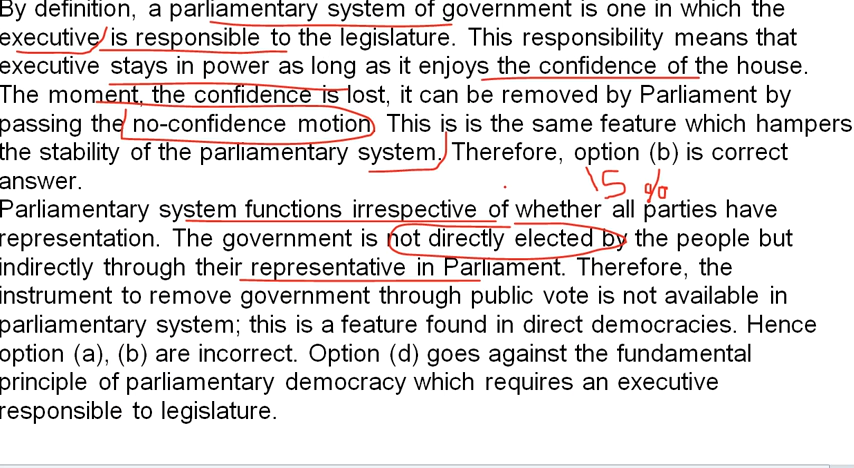 By definition, a parliamentary system of government is one in which the
executive is responsible to the legislature. This responsibility means that
executive stays in power as long as it enjoys the confidence of the house.
The moment, the confidence is lost, it can be removed by Parliament by
passing the no-confidence motion. This is is the same feature which hampers
the stability of the parliamentary system. Therefore, option (b) is correct
answer.
15 %
Parliamentary system functions irrespective of whether all parties have
representation. The government is not directly elected by the people but
indirectly through their representative in Parliament. Therefore, the
instrument to remove government through public vote is not available in
parliamentary system; this is a feature found in direct democracies. Hence
option (a), (b) are incorrect. Option (d) goes against the fundamental
principle of parliamentary democracy which requires an executive
responsible to legislature.